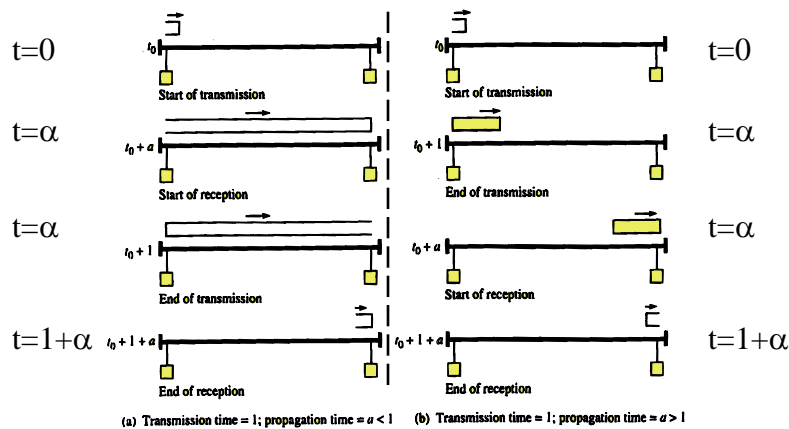 t=0
t₀
Start of transmission
t=α
t₀ + a
Start of reception
t=α
t₀ + 1
End of transmission
t=1+α
t₀ + 1 + a
End of reception
(a) Transmission time = 1; propagation time = a < 1
t₀
Start of transmission
t=0
t₀ + 1
End of transmission
t=α
t₀ + a
Start of reception
t=α
t₀ + 1 + a
End of reception
t=1+α
(b) Transmission time = 1; propagation time = a > 1